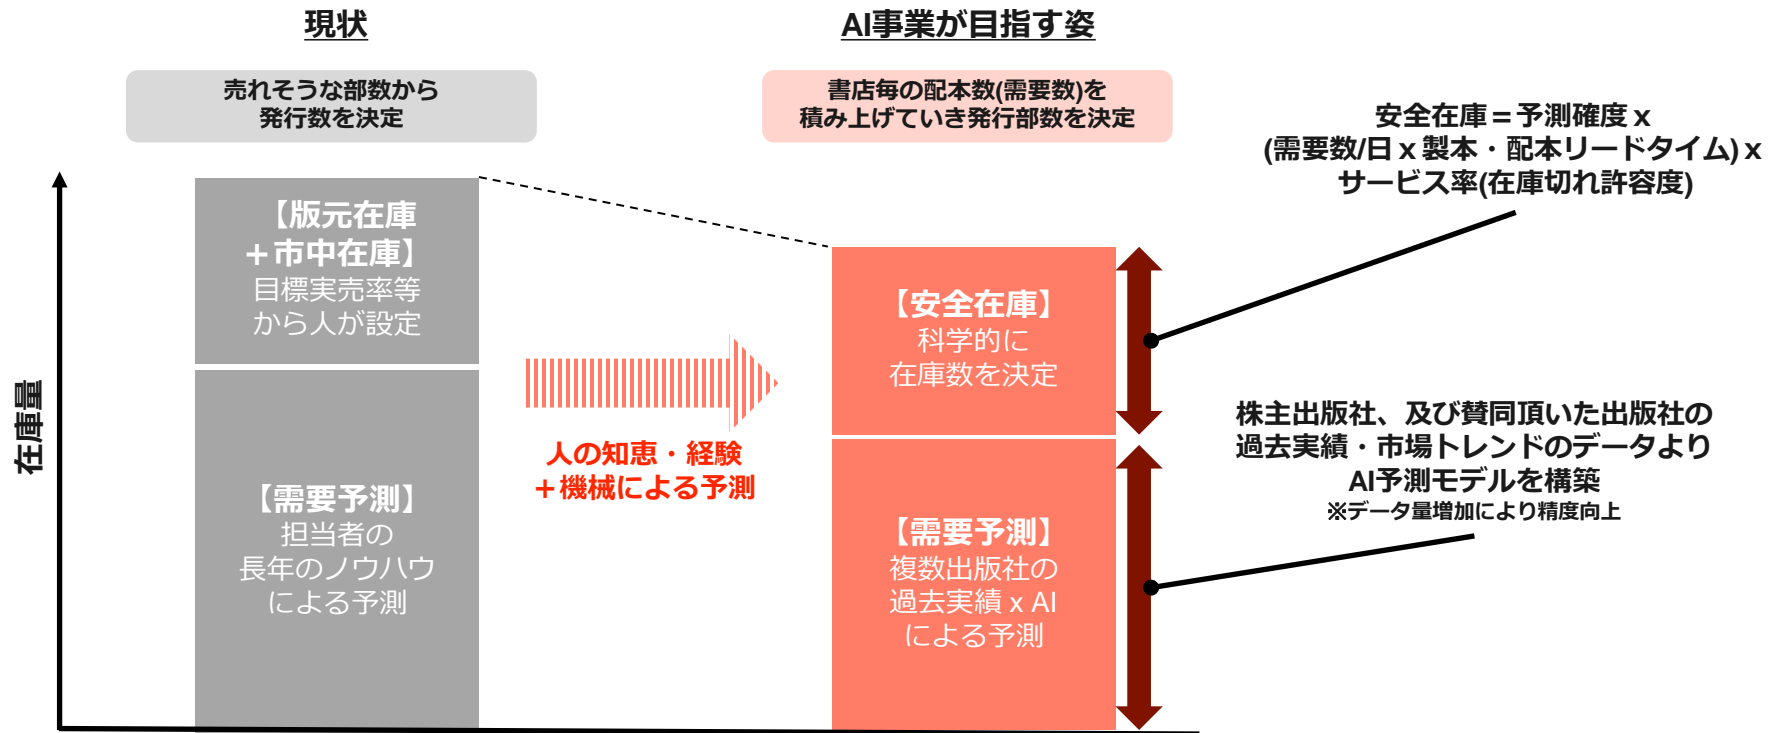 現状
AI事業が目指す姿
売れそうな部数から
発行数を決定
書店毎の配本数(需要数)を
積み上げていき発行部数を決定
安全在庫＝予測確度 x
(需要数/日 x 製本・配本リードタイム) x
サービス率(在庫切れ許容度)
在庫量
【版元在庫
＋市中在庫】
目標実売率等
から人が設定
【需要予測】
担当者の
長年のノウハウ
による予測
人の知恵・経験
＋機械による予測
【安全在庫】
科学的に
在庫数を決定
【需要予測】
複数出版社の
過去実績 x AI
による予測
株主出版社、及び賛同頂いた出版社の
過去実績・市場トレンドのデータより
AI予測モデルを構築
※データ量増加により精度向上